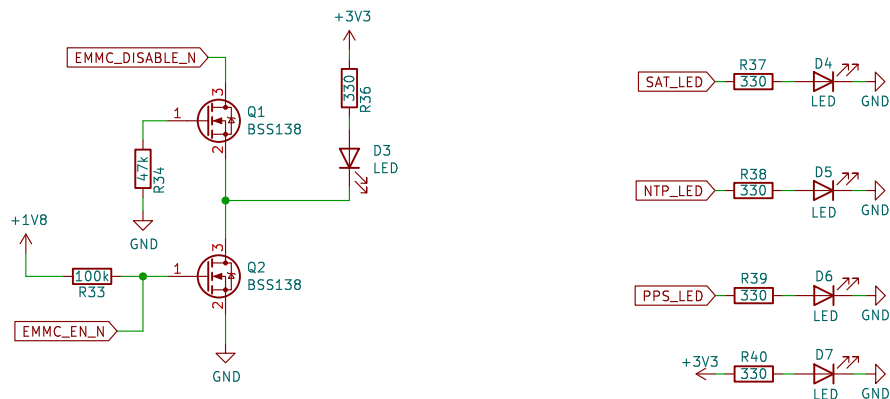 +3V3
EMMC_DISABLE_N
3
1
Q1
BSS138
2
330
R36
D3
LED
47k
R34
GND
+1V8
100k
R33
EMMC_EN_N
3
1
Q2
BSS138
2
GND
SAT_LED
R37
330
D4
LED
GND
NTP_LED
R38
330
D5
LED
GND
PPS_LED
R39
330
D6
LED
GND
+3V3
R40
330
D7
LED
GND